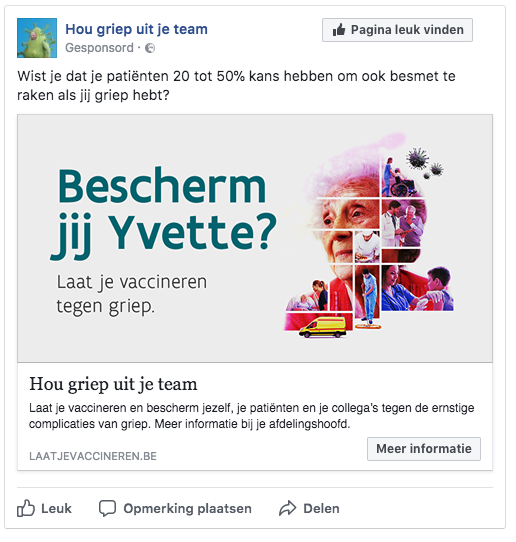 Hou griep uit je team
Pagina leuk vinden
Gesponsord ·
Wist je dat je patiënten 20 tot 50% kans hebben om ook besmet te
raken als jij griep hebt?
Bescherm
jij Yvette?
Laat je vaccineren
tegen griep.
Hou griep uit je team
Laat je vaccineren en bescherm jezelf, je patiënten en je collega's tegen de ernstige
complicaties van griep. Meer informatie bij je afdelingshoofd.
LAATJEVACCINEREN.BE
Meer informatie
Leuk
Opmerking plaatsen
Delen